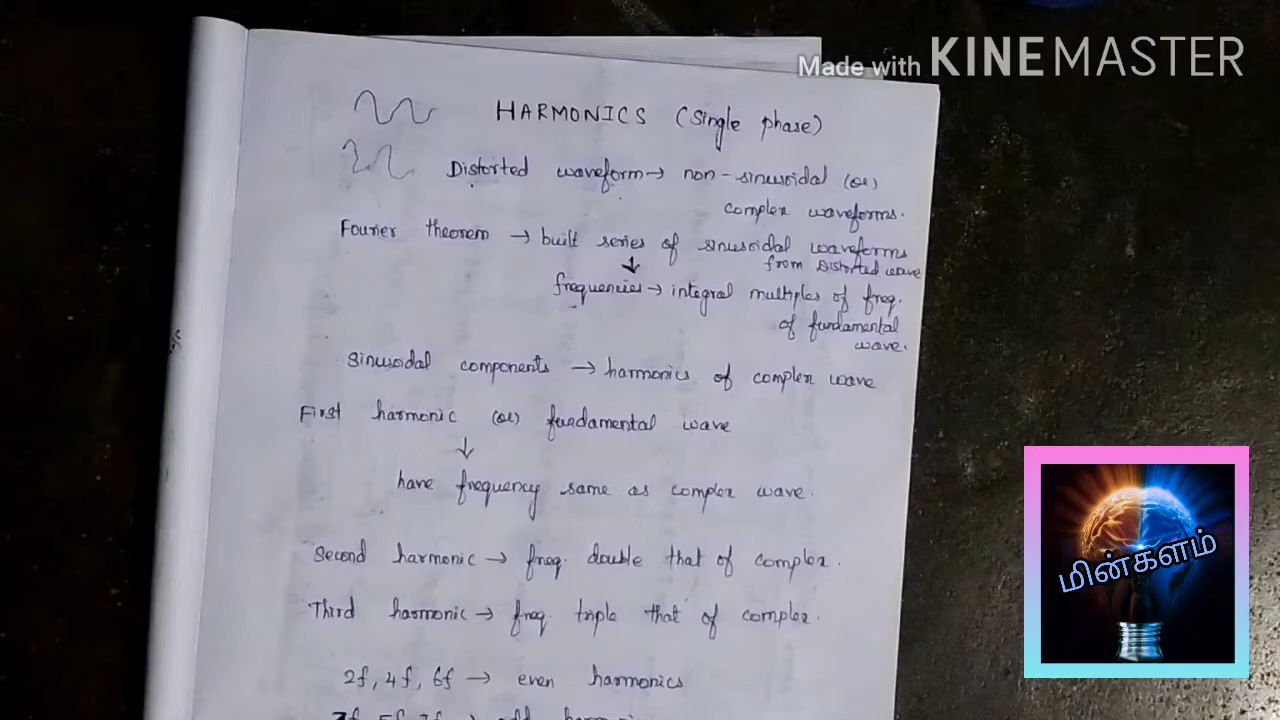 Made with KINEMASTER
HARMONICS (Single phase)
Distorted waveform → non-sinusoidal (or)
complex waveforms.
Fourier theorem → built series of sinusoidal waveforms
from Distorted wave
↓
frequencies → integral multiples of freq.
of fundamental
wave.
Sinusoidal components → harmonics of complex wave
First harmonic (or) fundamental wave
↓
have frequency same as complex wave.
Second harmonic → freq. double that of complex.
Third harmonic → freq. triple that of complex.
மின்களம்
2f, 4f, 6f → even harmonics